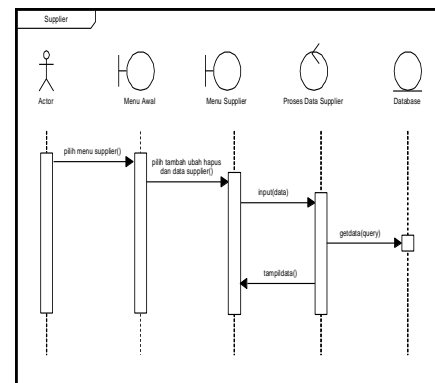 Supplier
Actor
Menu Awal
Menu Supplier
Proses Data Supplier
Database
pilih menu supplier()
pilih tambah ubah hapus
dan data supplier()
input(data)
getdata(query)
tampildata()